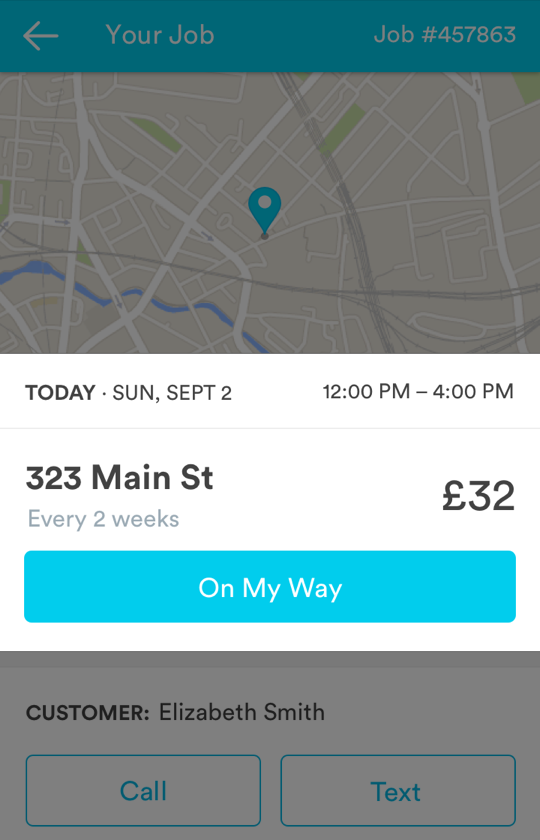 Your Job Job #457863
TODAY · SUN, SEPT 2 12:00 PM – 4:00 PM
323 Main St
£32
Every 2 weeks
On My Way
CUSTOMER: Elizabeth Smith
Call Text